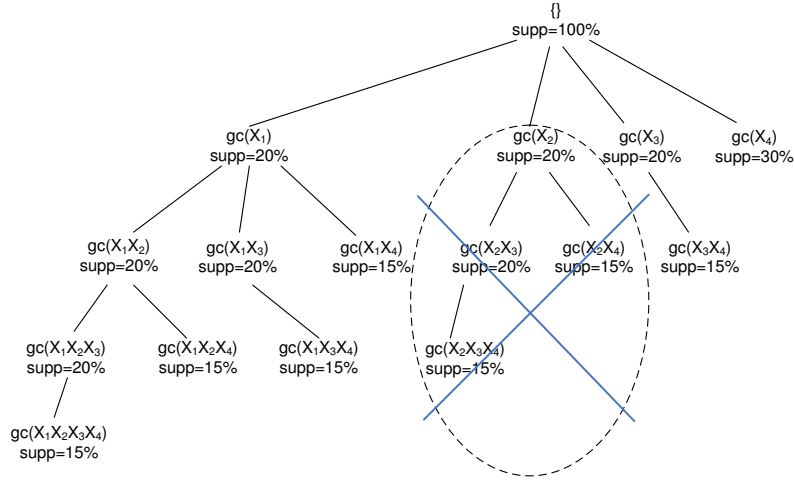 {}
supp=100%
gc(X₁)
supp=20%
gc(X₂)
supp=20%
gc(X₃)
supp=20%
gc(X₄)
supp=30%
gc(X₁X₂)
supp=20%
gc(X₁X₃)
supp=20%
gc(X₁X₄)
supp=15%
gc(X₂X₃)
supp=20%
gc(X₂X₄)
supp=15%
gc(X₃X₄)
supp=15%
gc(X₁X₂X₃)
supp=20%
gc(X₁X₂X₄)
supp=15%
gc(X₁X₃X₄)
supp=15%
gc(X₂X₃X₄)
supp=15%
gc(X₁X₂X₃X₄)
supp=15%